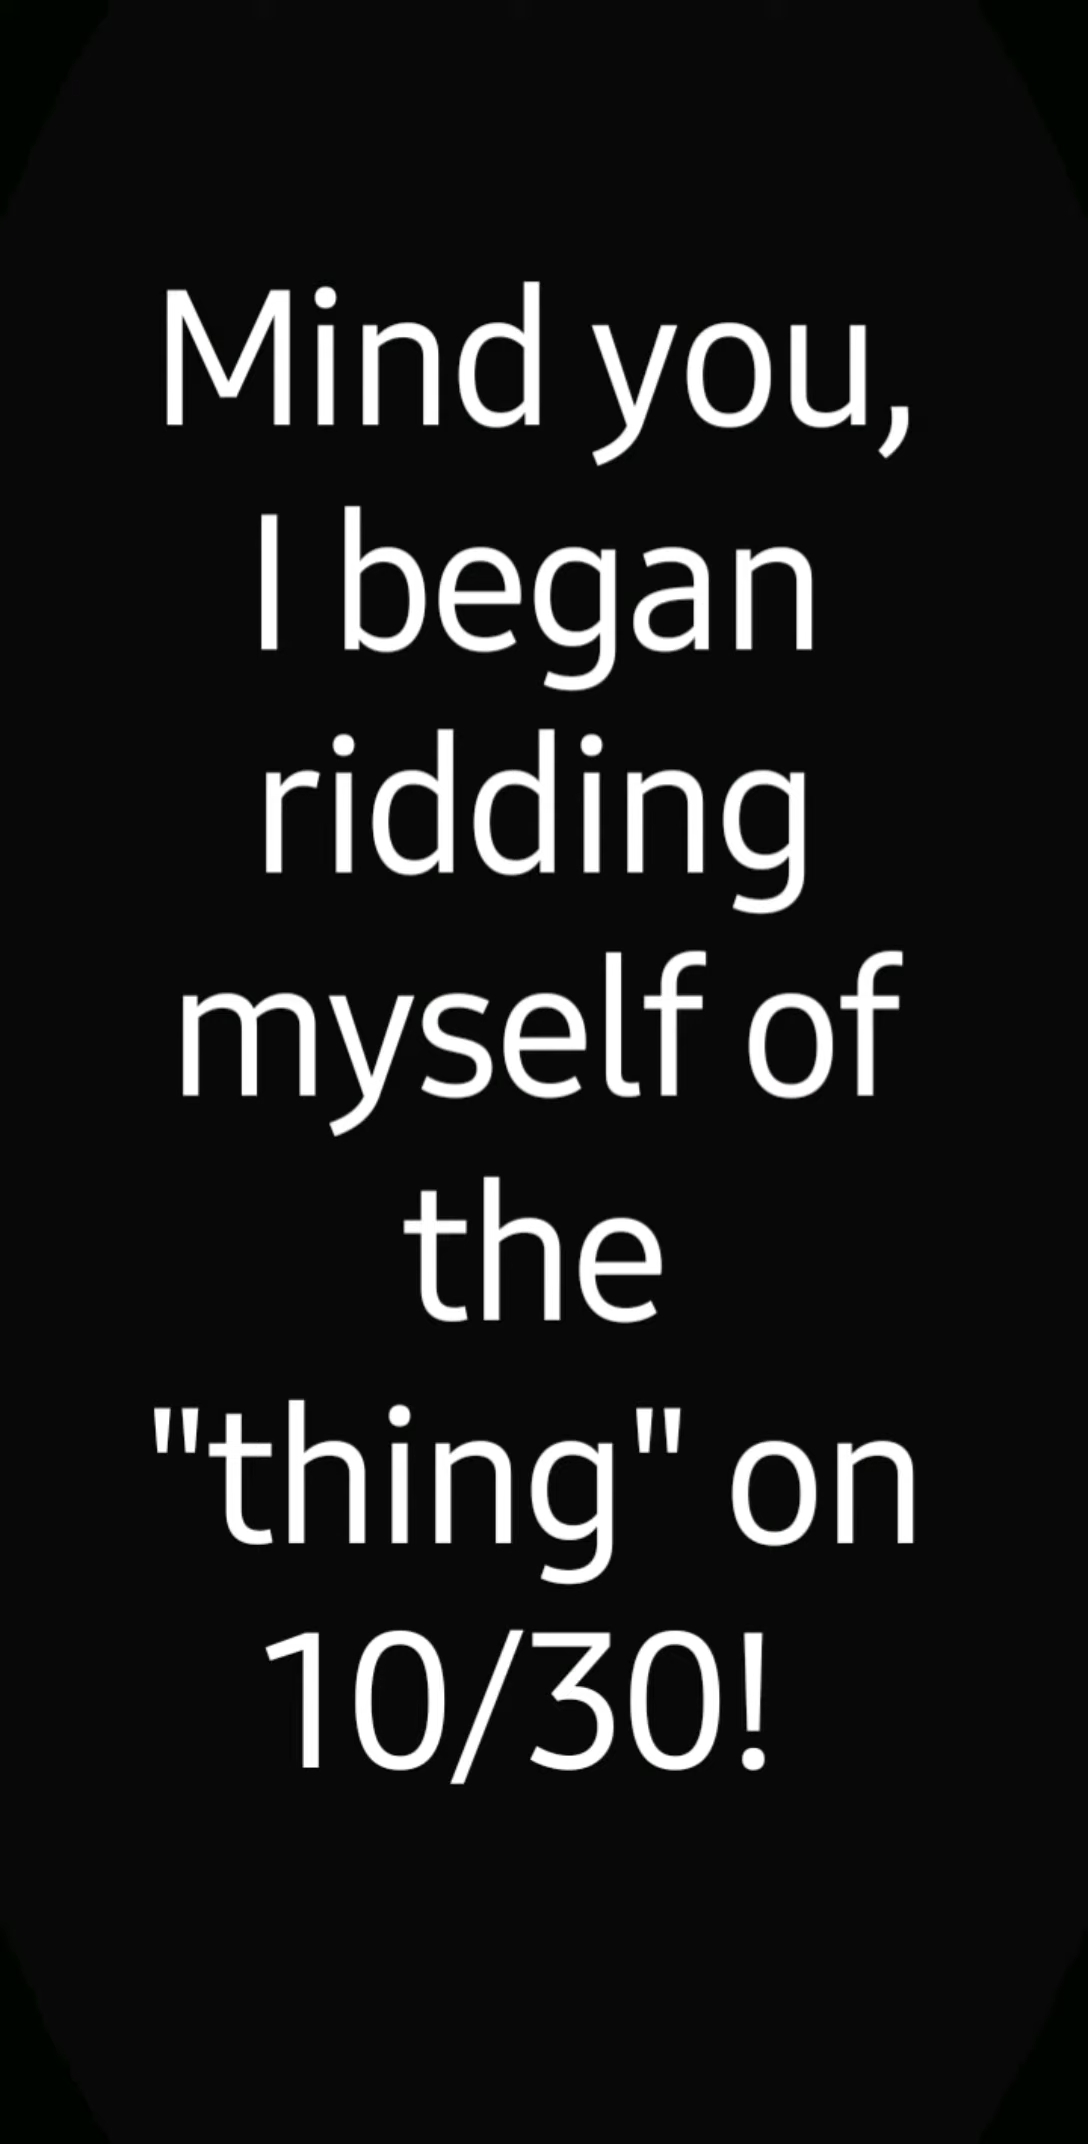 Mind you,
I began
ridding
myself of
the
"thing" on
10/30!